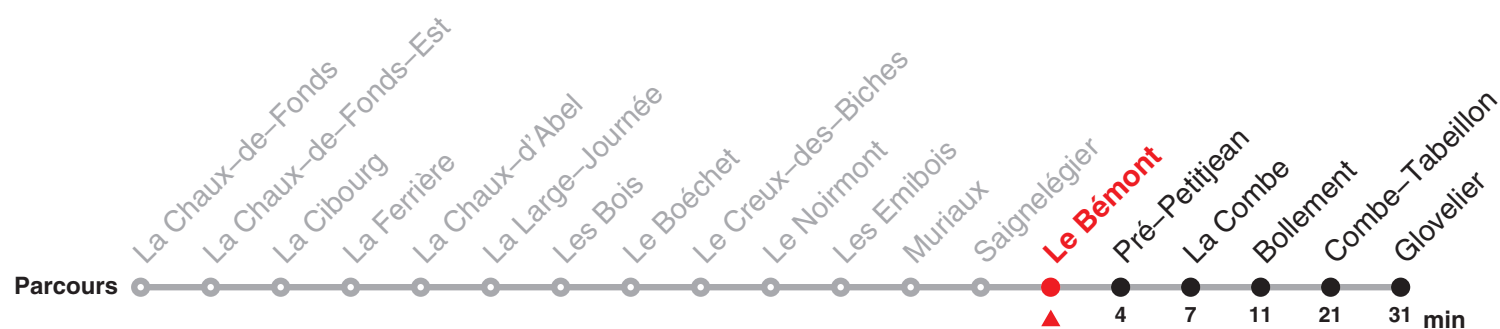 La Chaux–de–Fonds
La Chaux–de–Fonds–Est
La Cibourg
La Ferrière
La Chaux–d'Abel
La Large–Journée
Les Bois
Le Boéchet
Le Creux–des–Biches
Le Noirmont
Les Emibois
Muriaux
Saignelégier
Le Bémont
Pré–Petitjean
La Combe
Bollement
Combe–Tabeillon
Glovelier
Parcours
4 7 11 21 31 min